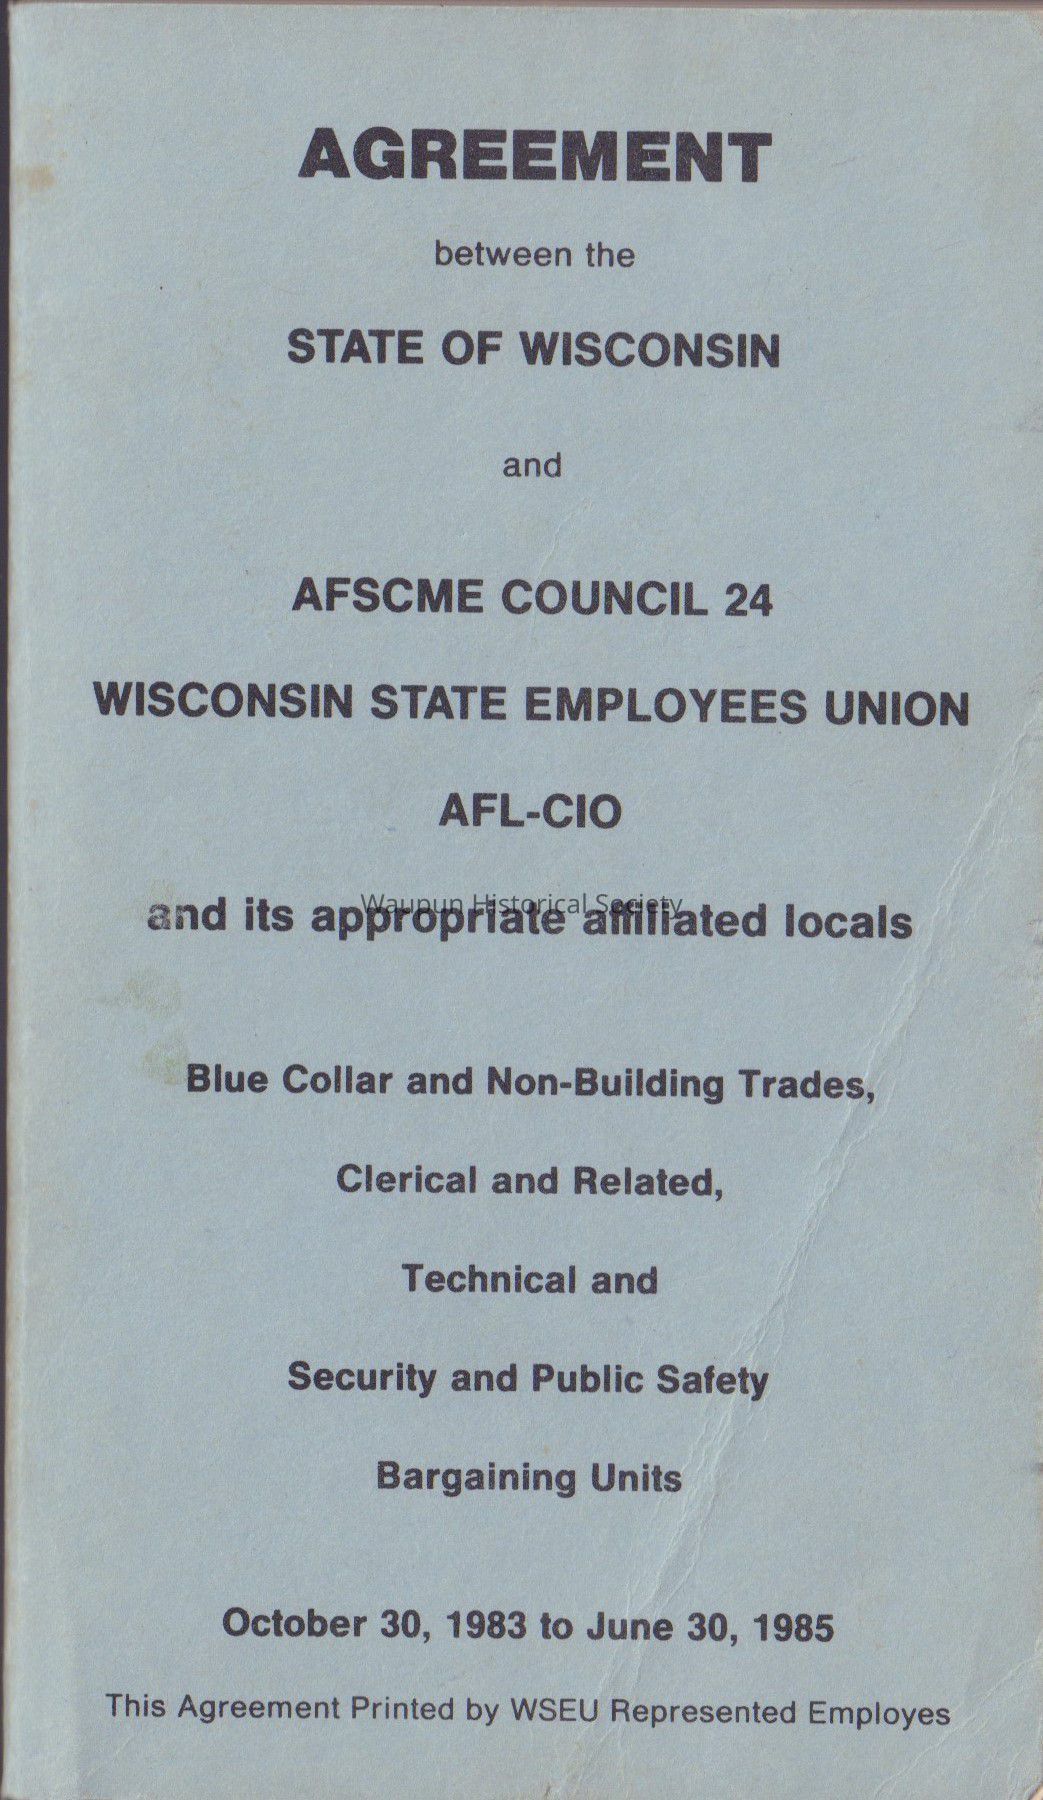 AGREEMENT
between the
STATE OF WISCONSIN
and
AFSCME COUNCIL 24
WISCONSIN STATE EMPLOYEES UNION
AFL-CIO
Waupun Historical Society
and its appropriate affiliated locals
Blue Collar and Non-Building Trades,
Clerical and Related,
Technical and
Security and Public Safety
Bargaining Units
October 30, 1983 to June 30, 1985
This Agreement Printed by WSEU Represented Employes